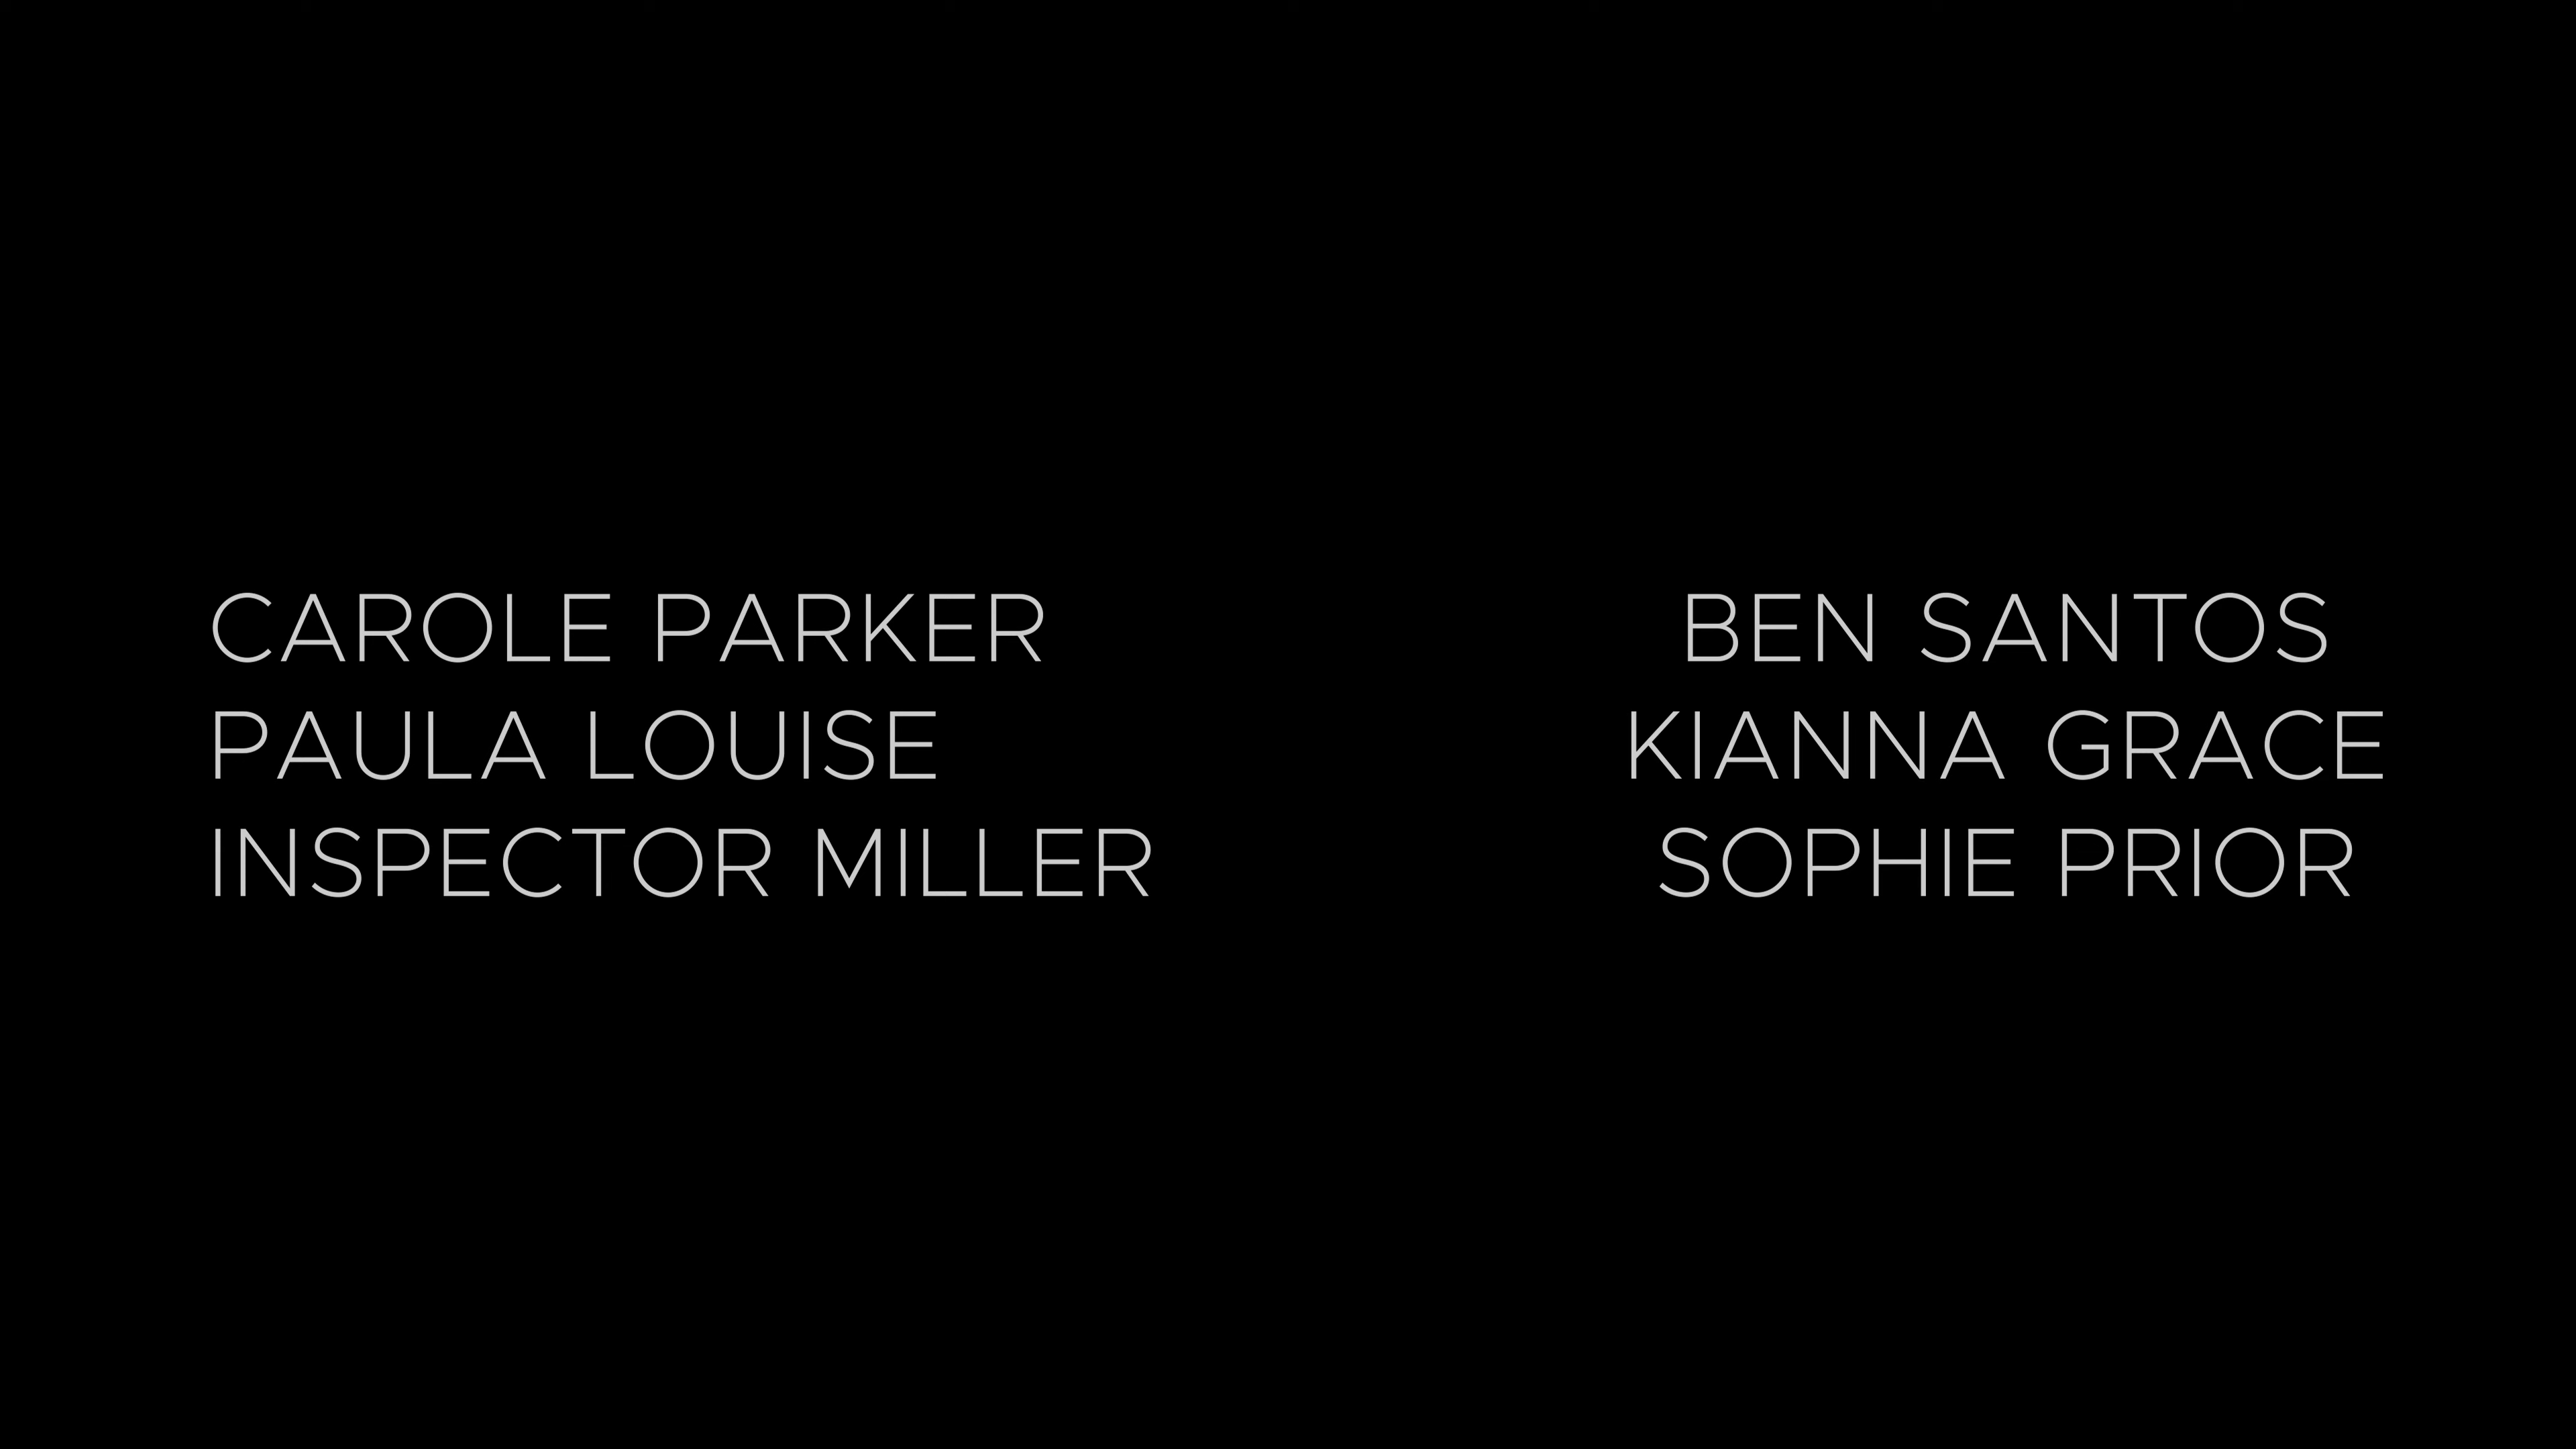 CAROLE PARKER BEN SANTOS
PAULA LOUISE KIANNA GRACE
INSPECTOR MILLER SOPHIE PRIOR